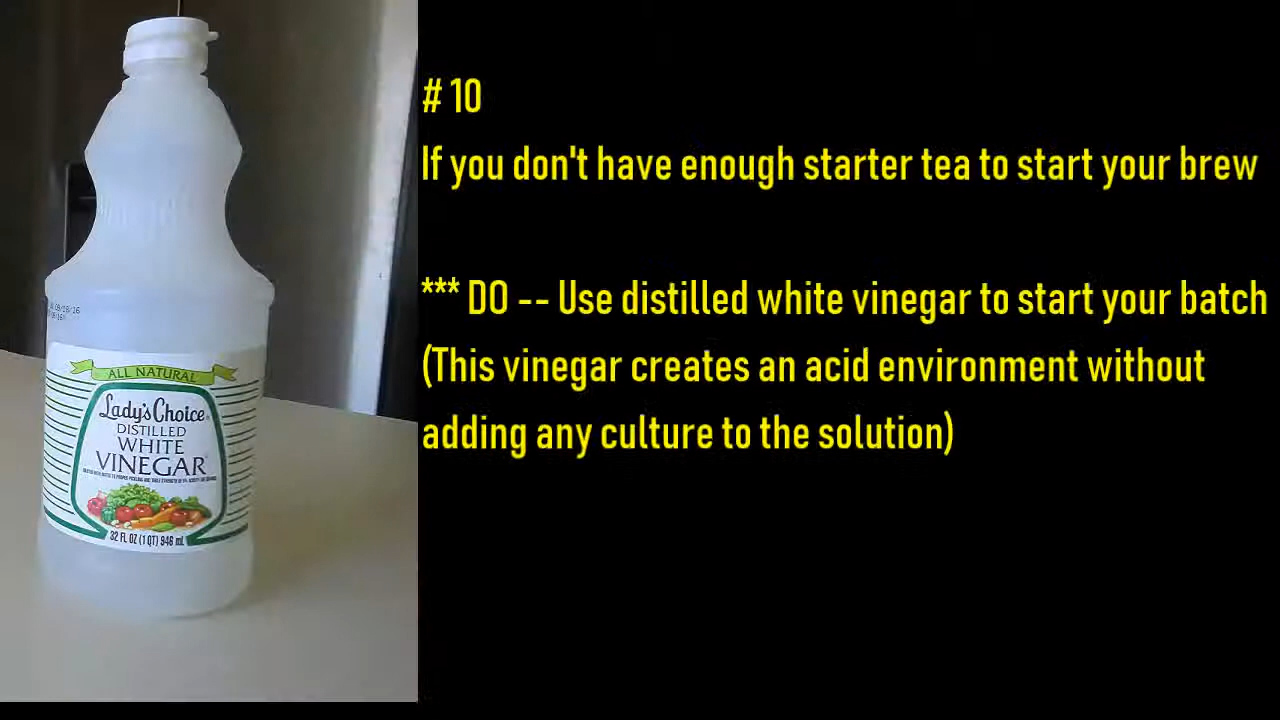 # 10
If you don't have enough starter tea to start your brew
*** DO -- Use distilled white vinegar to start your batch
(This vinegar creates an acid environment without
adding any culture to the solution)
ALL NATURAL
Lady's Choice
DISTILLED
WHITE
VINEGAR
32 FL OZ (1 QT) 946 mL